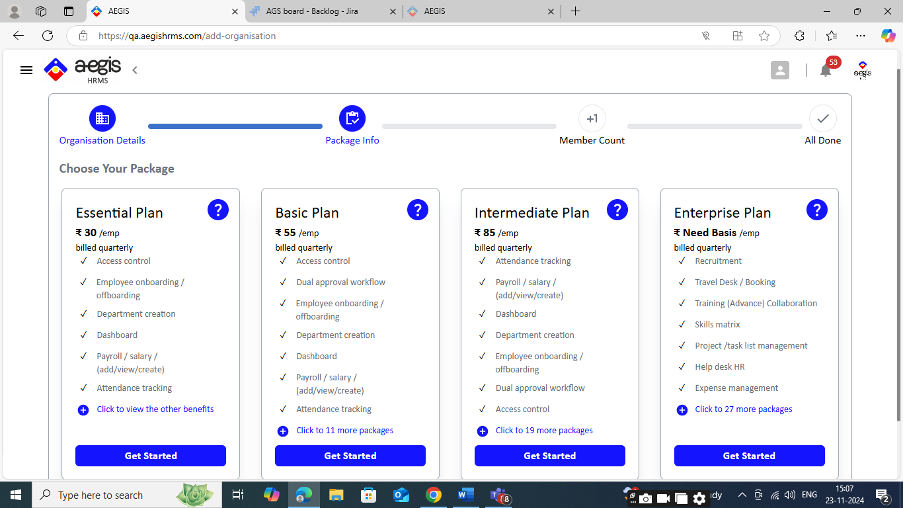 AEGIS
AGS board - Backlog - Jira
AEGIS
https://qa.aegishrms.com/add-organisation
aegis
HRMS
53
aegis
+1
Organisation Details
Package Info
Member Count
All Done
Choose Your Package
Essential Plan
?
₹ 30 /emp
billed quarterly
Access control
Employee onboarding /
offboarding
Department creation
Dashboard
Payroll / salary /
(add/view/create)
Attendance tracking
Click to view the other benefits
Get Started
Basic Plan
?
₹ 55 /emp
billed quarterly
Access control
Dual approval workflow
Employee onboarding /
offboarding
Department creation
Dashboard
Payroll / salary /
(add/view/create)
Attendance tracking
Click to 11 more packages
Get Started
Intermediate Plan
?
₹ 85 /emp
billed quarterly
Attendance tracking
Payroll / salary /
(add/view/create)
Dashboard
Department creation
Employee onboarding /
offboarding
Dual approval workflow
Access control
Click to 19 more packages
Get Started
Enterprise Plan
?
₹ Need Basis /emp
billed quarterly
Recruitment
Travel Desk / Booking
Training (Advance) Collaboration
Skills matrix
Project /task list management
Help desk HR
Expense management
Click to 27 more packages
Get Started
Type here to search
8
ENG
15:07
23-11-2024
2